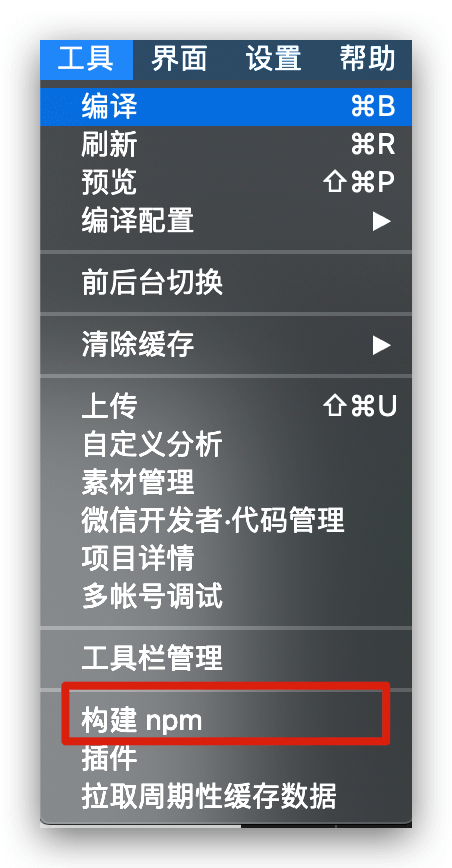 工具 界面 设置 帮助
编译 ⌘B
刷新 ⌘R
预览 ⇧⌘P
编译配置 ▶
前后台切换
清除缓存 ▶
上传 ⇧⌘U
自定义分析
素材管理
微信开发者·代码管理
项目详情
多帐号调试
工具栏管理
构建 npm
插件
拉取周期性缓存数据